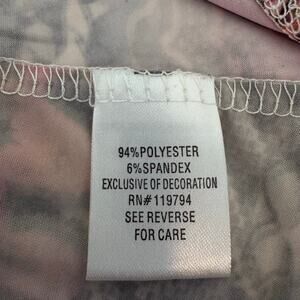 94%POLYESTER
6%SPANDEX
EXCLUSIVE OF DECORATION
RN#119794
SEE REVERSE
FOR CARE